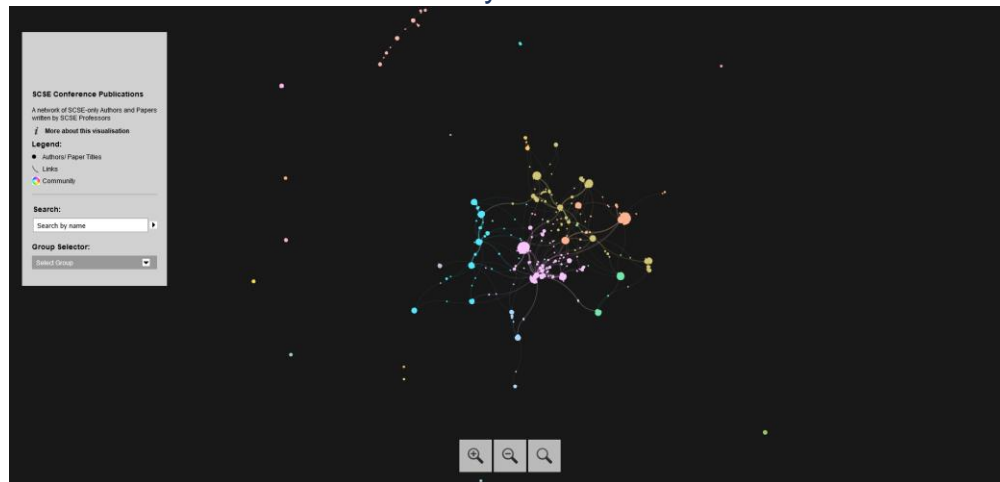 SCSE Conference Publications
A network of SCSE-only Authors and Papers
written by SCSE Professors
i More about this visualisation
Legend:
Authors/ Paper Titles
Links
Community
Search:
Search by name
Group Selector:
Select Group